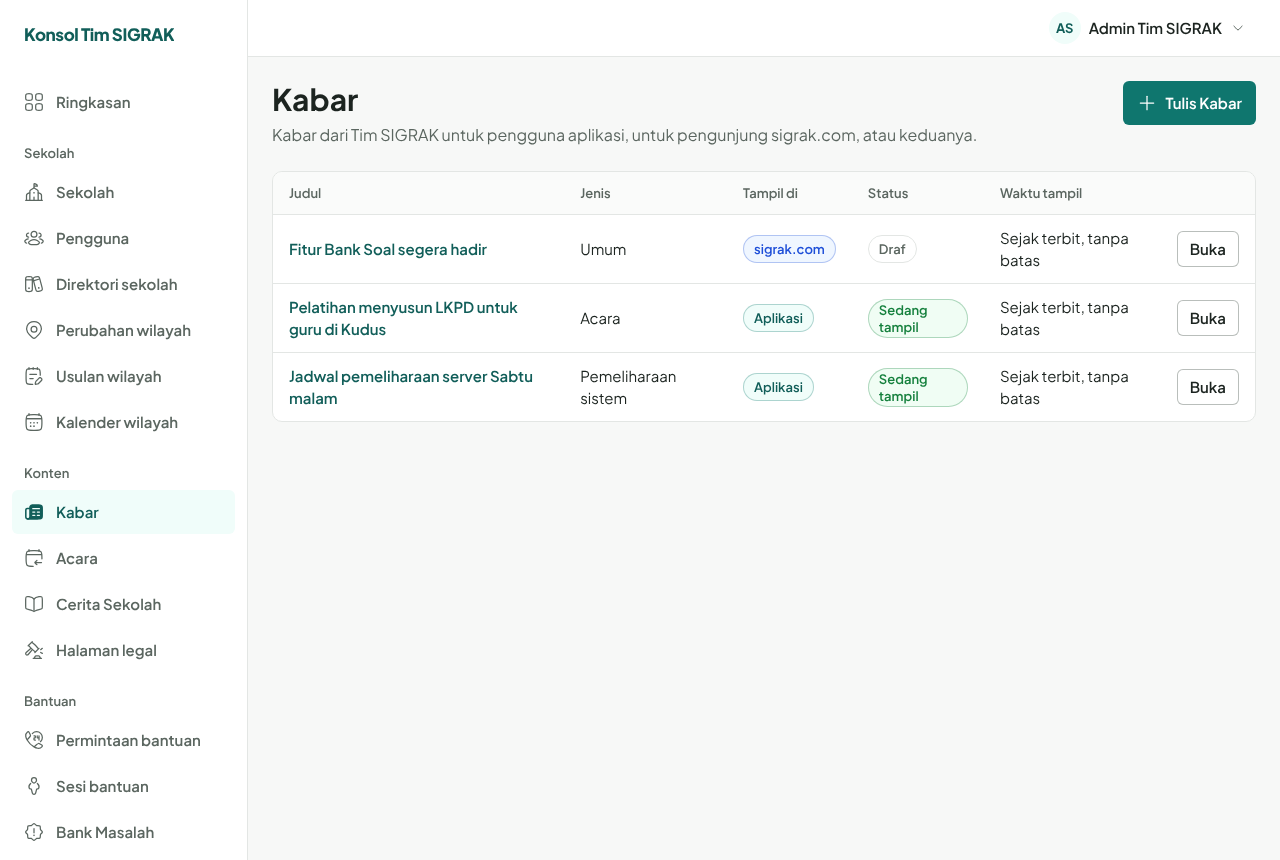 Konsol Tim SIGRAK
AS Admin Tim SIGRAK
Ringkasan
Sekolah
Sekolah
Pengguna
Direktori sekolah
Perubahan wilayah
Usulan wilayah
Kalender wilayah
Konten
Kabar
Acara
Cerita Sekolah
Halaman legal
Bantuan
Permintaan bantuan
Sesi bantuan
Bank Masalah
Kabar
Kabar dari Tim SIGRAK untuk pengguna aplikasi, untuk pengunjung sigrak.com, atau keduanya.
Tulis Kabar
Judul Jenis Tampil di Status Waktu tampil
Fitur Bank Soal segera hadir Umum sigrak.com Draf Sejak terbit, tanpa
batas Buka
Pelatihan menyusun LKPD untuk
guru di Kudus Acara Aplikasi Sedang
tampil Sejak terbit, tanpa
batas Buka
Jadwal pemeliharaan server Sabtu
malam Pemeliharaan
sistem Aplikasi Sedang
tampil Sejak terbit, tanpa
batas Buka